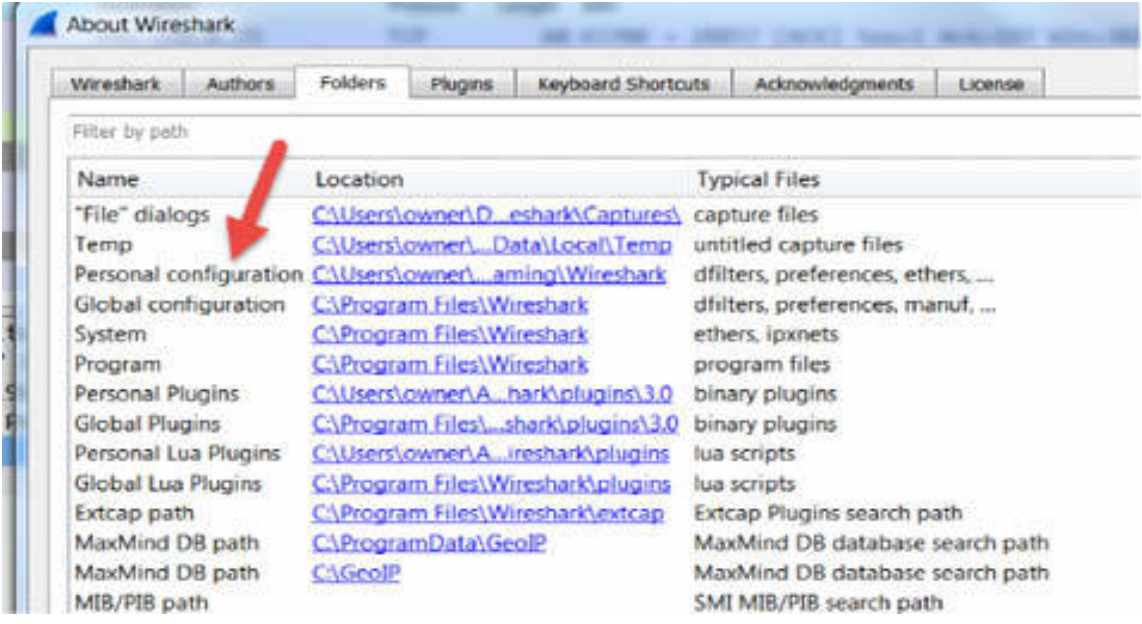 About Wireshark
Wireshark Authors Folders Plugins Keyboard Shortcuts Acknowledgments License
Filter by path
Name Location Typical Files
"File" dialogs C:\Users\owner\D...eshark\Captures\ capture files
Temp C:\Users\owner\...Data\Local\Temp untitled capture files
Personal configuration C:\Users\owner\...aming\Wireshark dfilters, preferences, ethers, ...
Global configuration C:\Program Files\Wireshark dfilters, preferences, manuf, ...
System C:\Program Files\Wireshark ethers, ipxnets
Program C:\Program Files\Wireshark program files
Personal Plugins C:\Users\owner\A...hark\plugins\3.0 binary plugins
Global Plugins C:\Program Files\...shark\plugins\3.0 binary plugins
Personal Lua Plugins C:\Users\owner\A...ireshark\plugins lua scripts
Global Lua Plugins C:\Program Files\Wireshark\plugins lua scripts
Extcap path C:\Program Files\Wireshark\extcap Extcap Plugins search path
MaxMind DB path C:\ProgramData\GeoIP MaxMind DB database search path
MaxMind DB path C:\GeoIP MaxMind DB database search path
MIB/PIB path SMI MIB/PIB search path